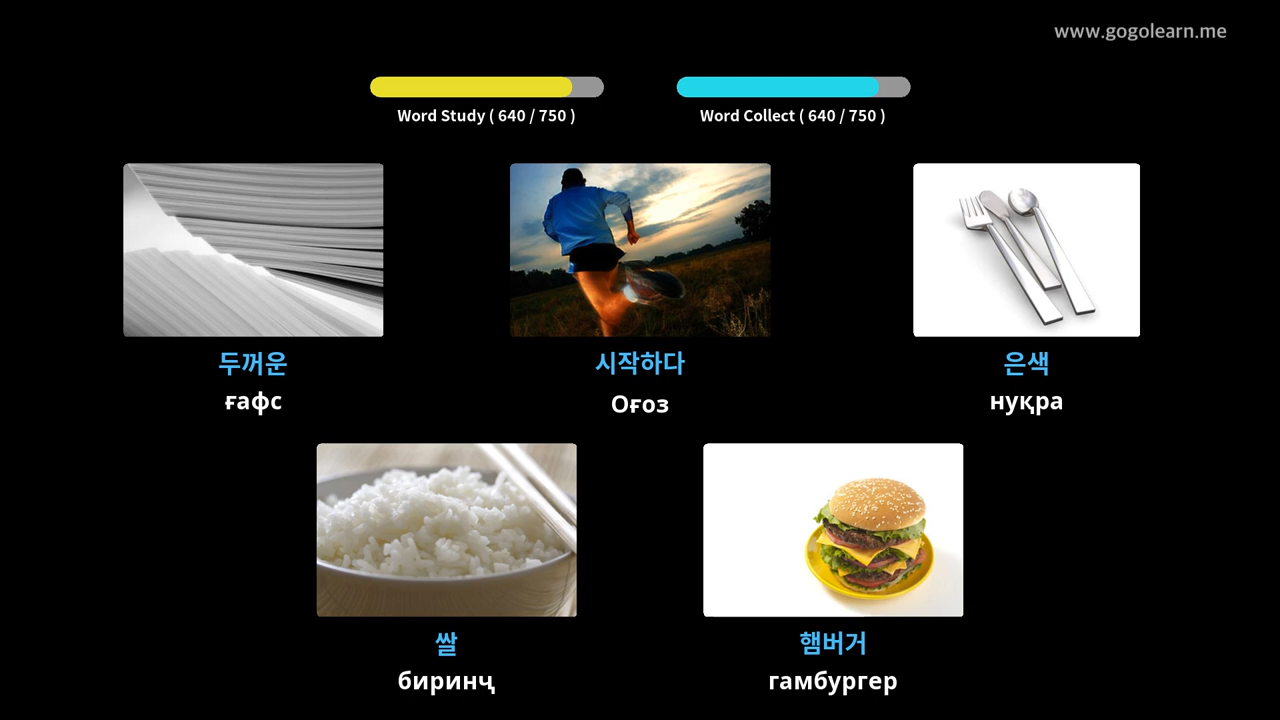 www.gogolearn.me
Word Study ( 640 / 750 )
Word Collect ( 640 / 750 )
두꺼운
ғафс
시작하다
Оғоз
은색
нуқра
쌀
биринҷ
햄버거
гамбургер